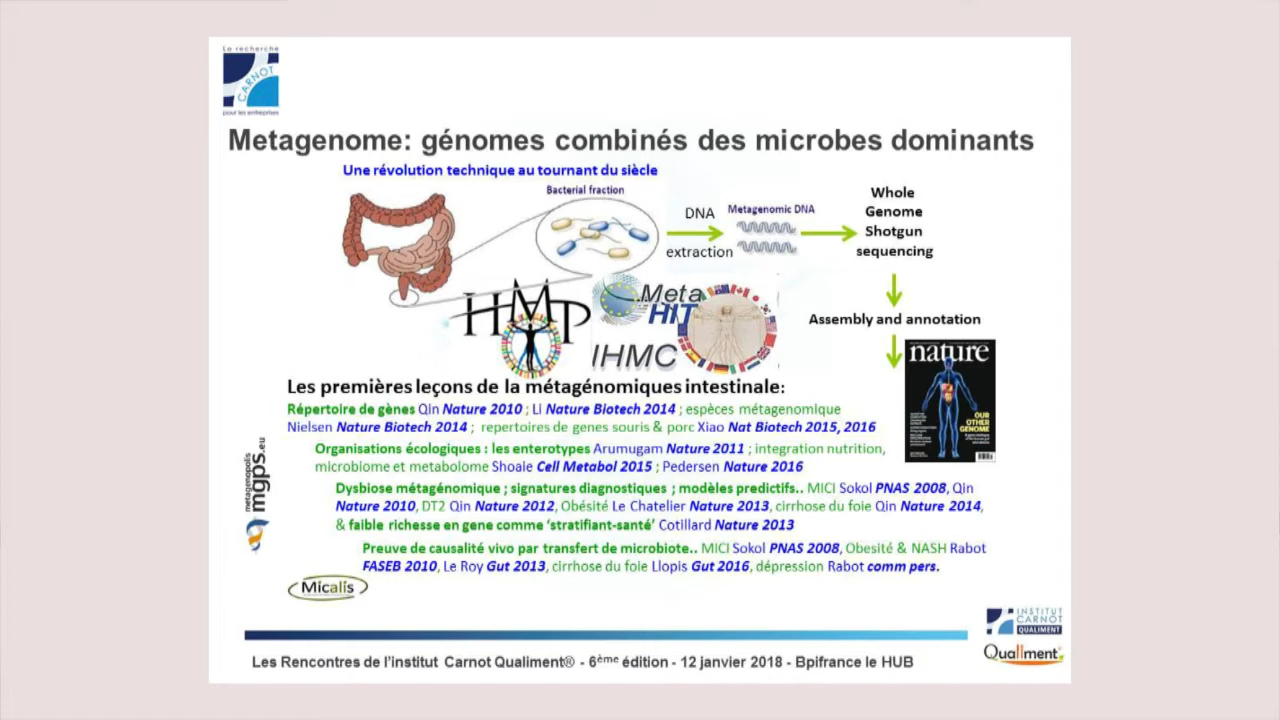 La recherche
CARNOT
pour les entreprises
Metagenome: génomes combinés des microbes dominants
Une révolution technique au tournant du siècle
Bacterial fraction
DNA
extraction
Metagenomic DNA
Whole
Genome
Shotgun
sequencing
Assembly and annotation
HMP
Meta
HIT
IHMC
nature
OUR
OTHER
GENOME
Les premières leçons de la métagénomiques intestinale:
Répertoire de gènes Qin Nature 2010 ; Li Nature Biotech 2014 ; espèces métagenomique
Nielsen Nature Biotech 2014 ; repertoires de genes souris & porc Xiao Nat Biotech 2015, 2016
Organisations écologiques : les enterotypes Arumugam Nature 2011 ; integration nutrition,
microbiome et metabolome Shoaie Cell Metabol 2015 ; Pedersen Nature 2016
Dysbiose métagénomique ; signatures diagnostiques ; modèles predictifs.. MICI Sokol PNAS 2008, Qin
Nature 2010, DT2 Qin Nature 2012, Obésité Le Chatelier Nature 2013, cirrhose du foie Qin Nature 2014,
& faible richesse en gene comme ‘stratifiant-santé’ Cotillard Nature 2013
Preuve de causalité vivo par transfert de microbiote.. MICI Sokol PNAS 2008, Obesité & NASH Rabot
FASEB 2010, Le Roy Gut 2013, cirrhose du foie Llopis Gut 2016, dépression Rabot comm pers.
metagenopolis
mgps.eu
Micalis
INSTITUT
CARNOT
QUALIMENT
Qualiment
Les Rencontres de l’institut Carnot Qualiment® - 6ème édition - 12 janvier 2018 - Bpifrance le HUB